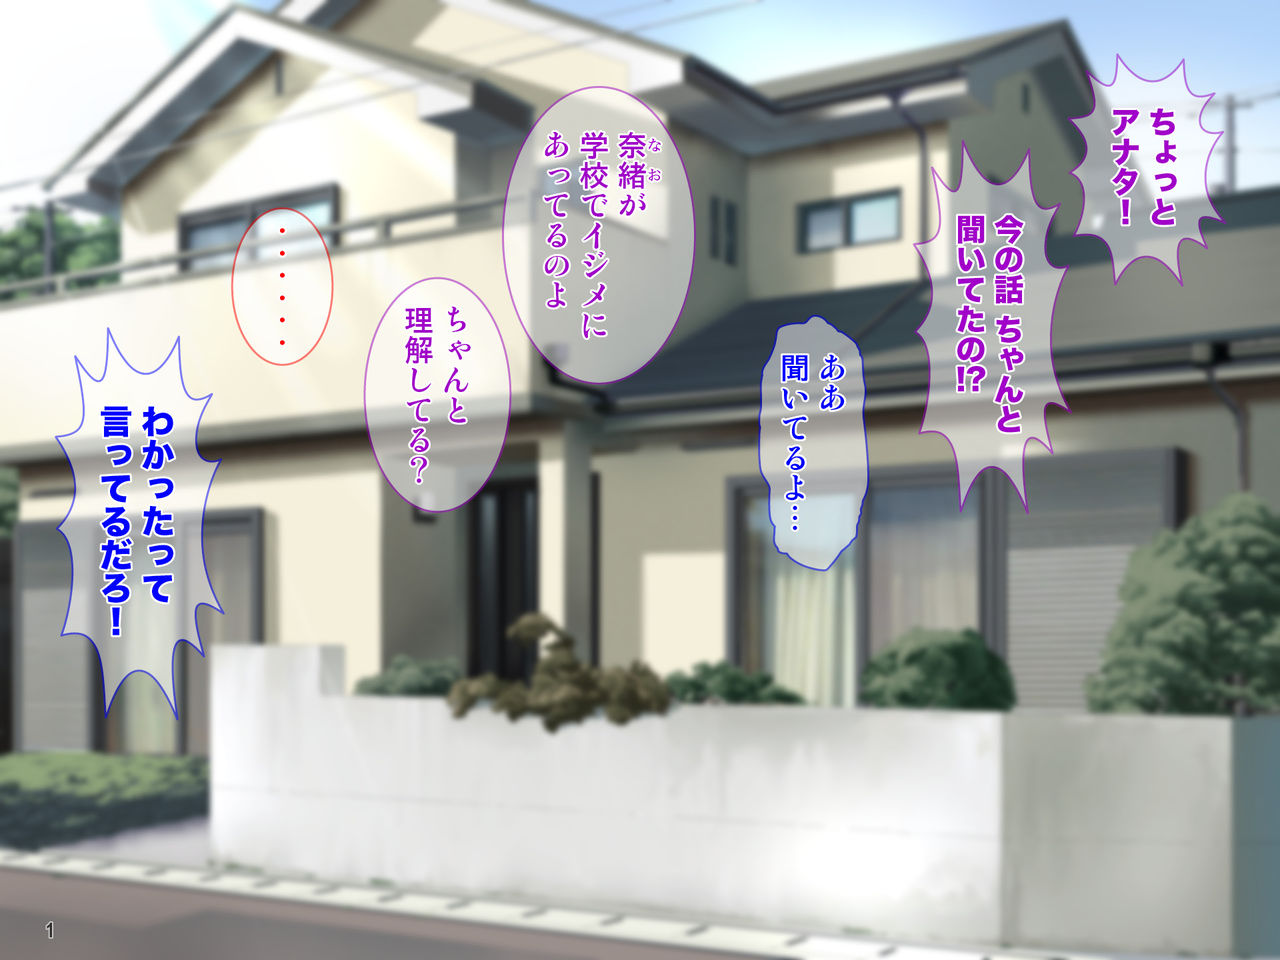 ちょっと
アナタ！
今の話 ちゃんと
聞いてたの!?
ああ
聞いてるよ…
奈緒が
なお
学校でイジメに
あってるのよ
ちゃんと
理解してる？
・・・・・・
わかったって
言ってるだろ！
1